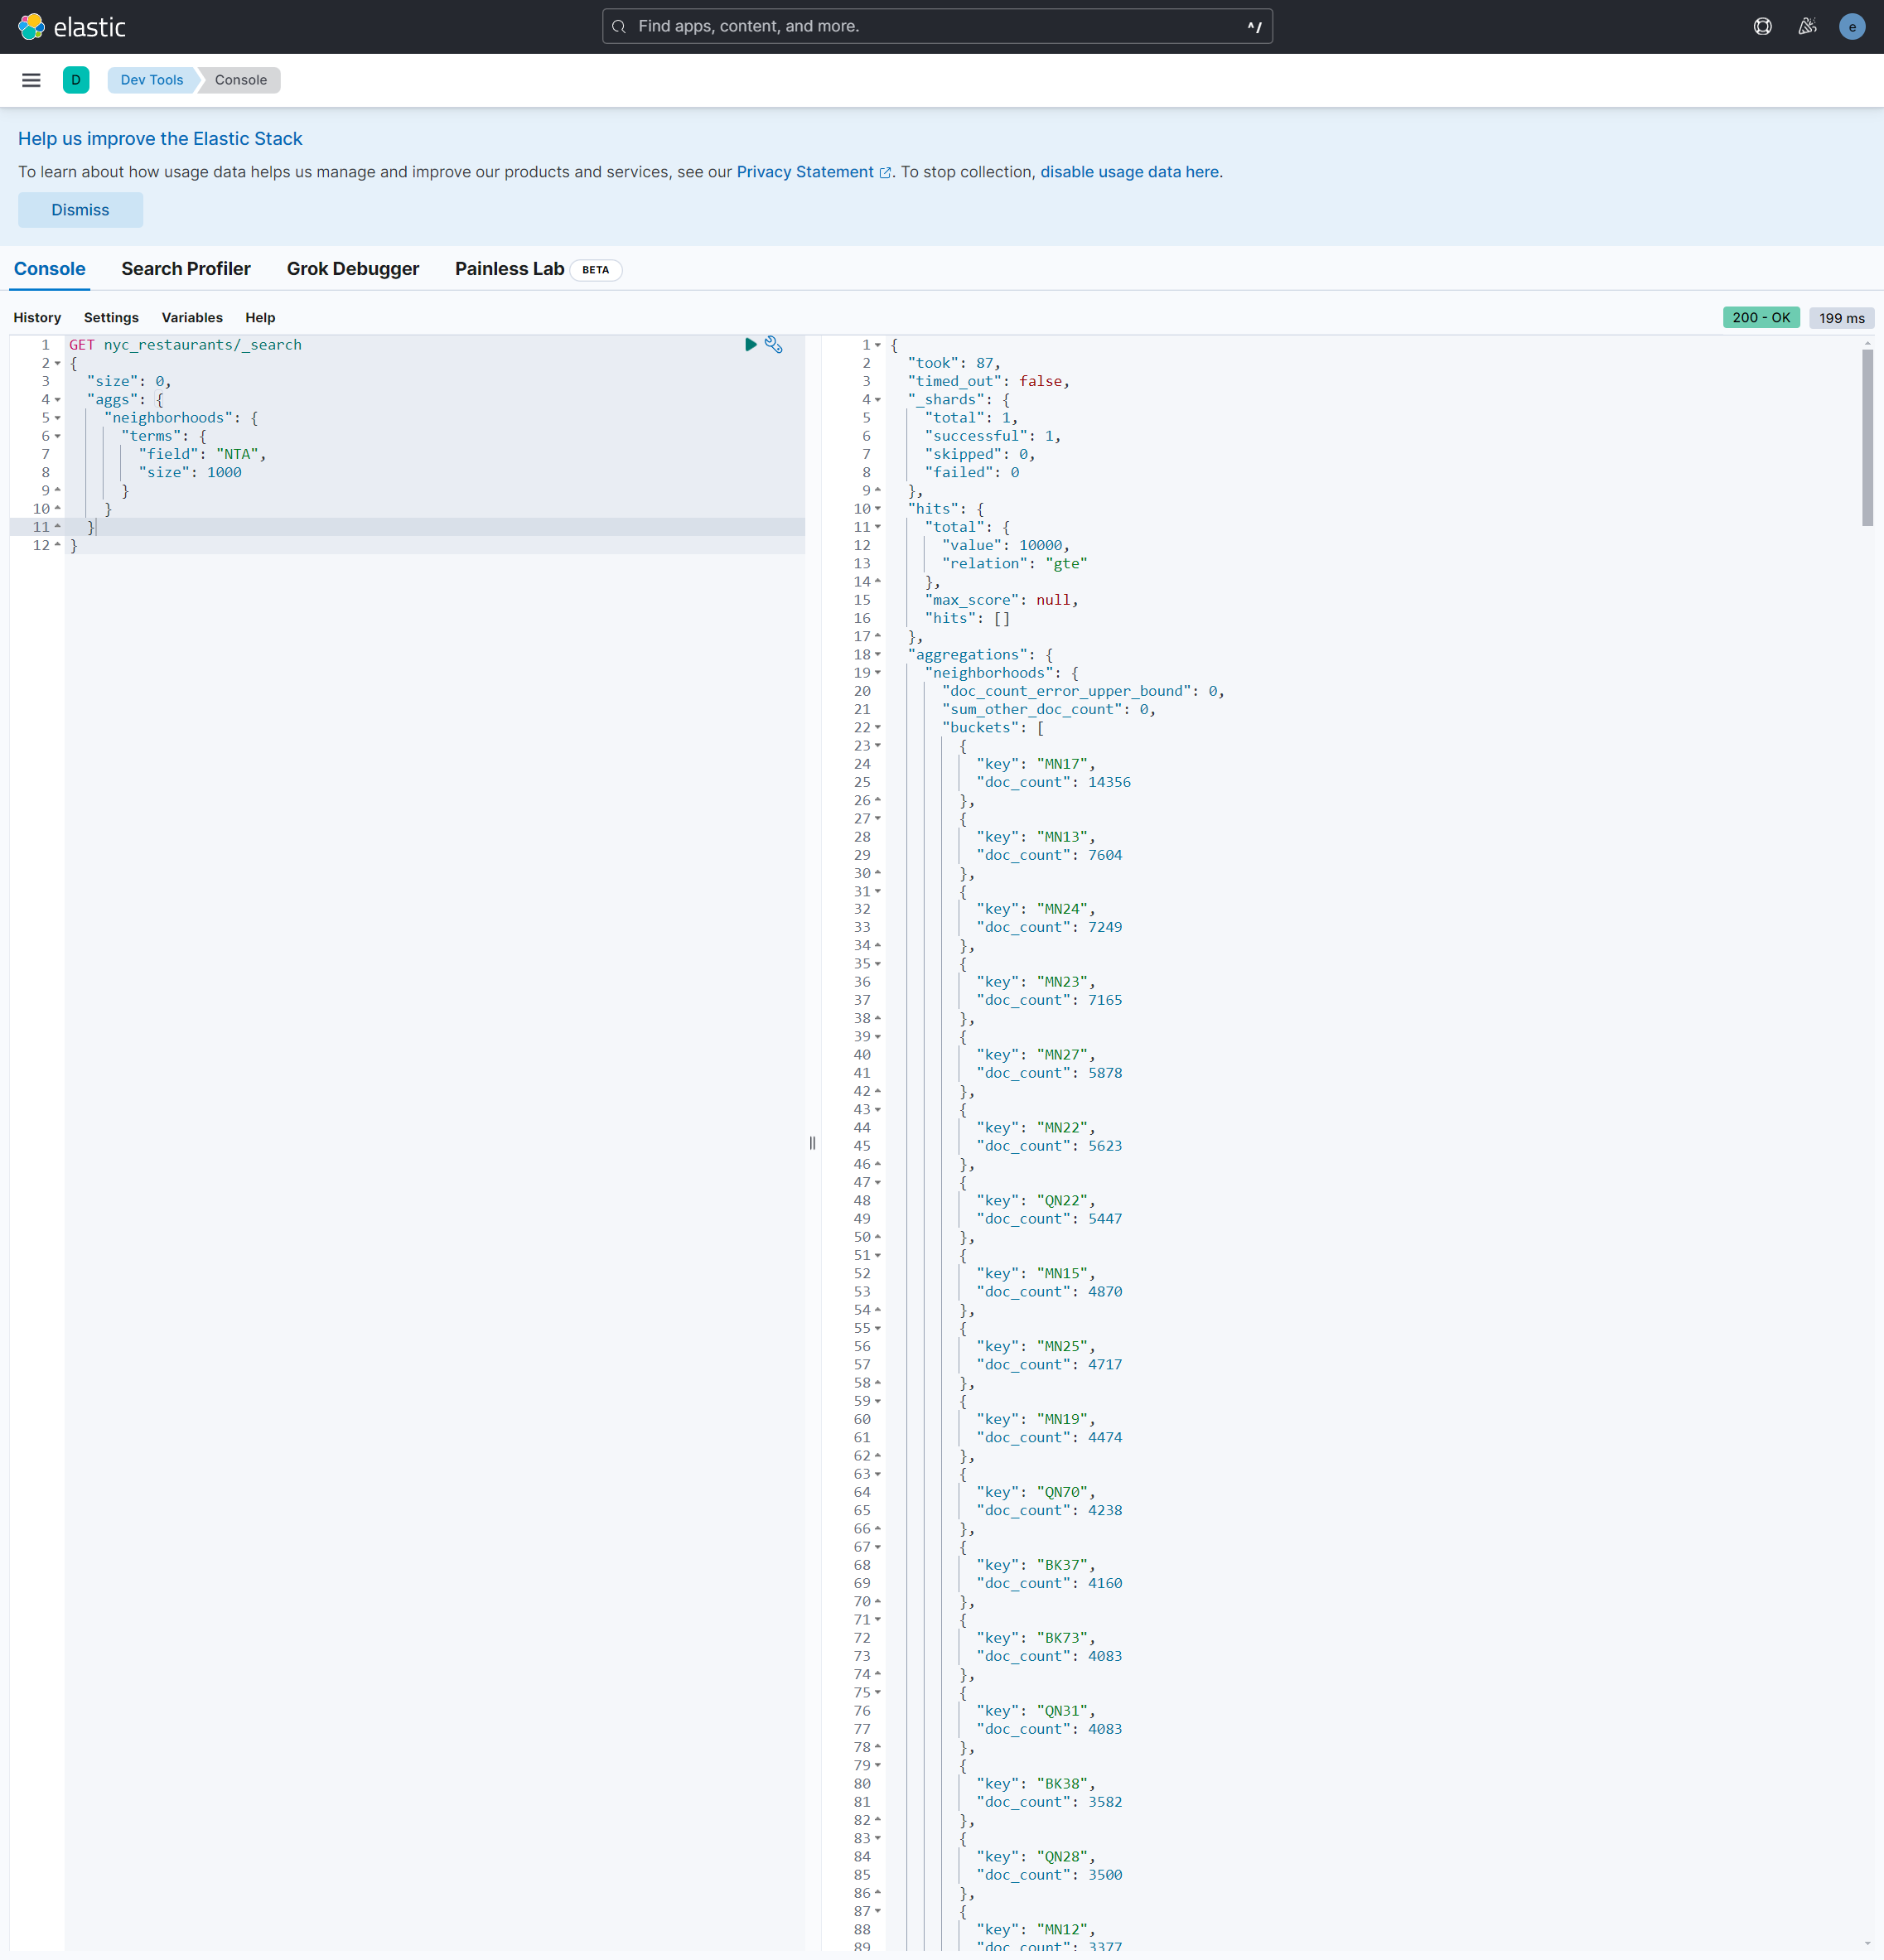 elastic
Find apps, content, and more.
^/
e
D
Dev Tools
Console
Help us improve the Elastic Stack
To learn about how usage data helps us manage and improve our products and services, see our Privacy Statement. To stop collection, disable usage data here.
Dismiss
Console
Search Profiler
Grok Debugger
Painless Lab BETA
History
Settings
Variables
Help
200 - OK
199 ms
1 GET nyc_restaurants/_search
2 {
3 "size": 0,
4 "aggs": {
5 "neighborhoods": {
6 "terms": {
7 "field": "NTA",
8 "size": 1000
9 }
10 }
11 }
12 }
1 {
2 "took": 87,
3 "timed_out": false,
4 "_shards": {
5 "total": 1,
6 "successful": 1,
7 "skipped": 0,
8 "failed": 0
9 },
10 "hits": {
11 "total": {
12 "value": 10000,
13 "relation": "gte"
14 },
15 "max_score": null,
16 "hits": []
17 },
18 "aggregations": {
19 "neighborhoods": {
20 "doc_count_error_upper_bound": 0,
21 "sum_other_doc_count": 0,
22 "buckets": [
23 {
24 "key": "MN17",
25 "doc_count": 14356
26 },
27 {
28 "key": "MN13",
29 "doc_count": 7604
30 },
31 {
32 "key": "MN24",
33 "doc_count": 7249
34 },
35 {
36 "key": "MN23",
37 "doc_count": 7165
38 },
39 {
40 "key": "MN27",
41 "doc_count": 5878
42 },
43 {
44 "key": "MN22",
45 "doc_count": 5623
46 },
47 {
48 "key": "QN22",
49 "doc_count": 5447
50 },
51 {
52 "key": "MN15",
53 "doc_count": 4870
54 },
55 {
56 "key": "MN25",
57 "doc_count": 4717
58 },
59 {
60 "key": "MN19",
61 "doc_count": 4474
62 },
63 {
64 "key": "QN70",
65 "doc_count": 4238
66 },
67 {
68 "key": "BK37",
69 "doc_count": 4160
70 },
71 {
72 "key": "BK73",
73 "doc_count": 4083
74 },
75 {
76 "key": "QN31",
77 "doc_count": 4083
78 },
79 {
80 "key": "BK38",
81 "doc_count": 3582
82 },
83 {
84 "key": "QN28",
85 "doc_count": 3500
86 },
87 {
88 "key": "MN12",
89 "doc_count": 3377